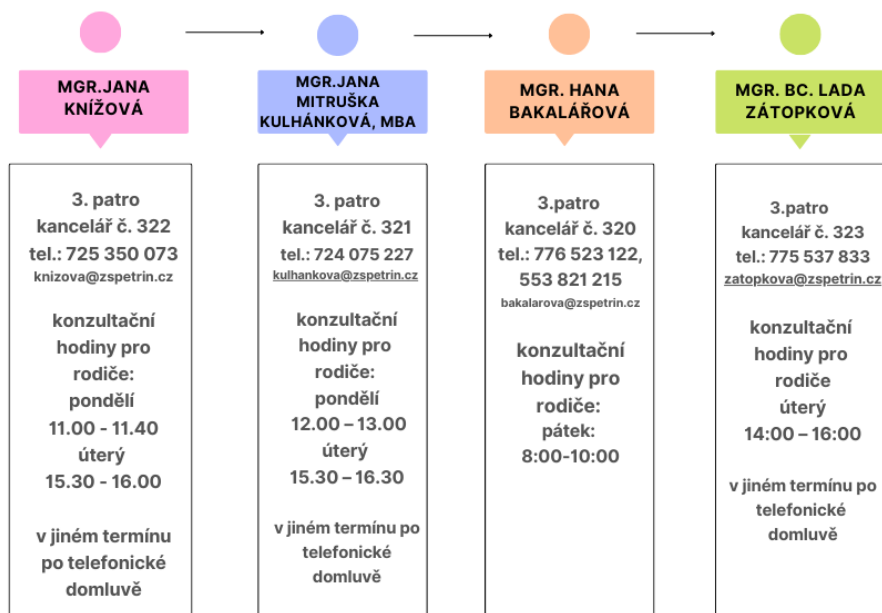 MGR.JANA
KNÍŽOVÁ
3. patro
kancelář č. 322
tel.: 725 350 073
knizova@zspetrin.cz
konzultační
hodiny pro
rodiče:
pondělí
11.00 - 11.40
úterý
15.30 - 16.00
v jiném termínu
po telefonické
domluvě
MGR.JANA
MITRUŠKA
KULHÁNKOVÁ, MBA
3. patro
kancelář č. 321
tel.: 724 075 227
kulhankova@zspetrin.cz
konzultační
hodiny pro
rodiče:
pondělí
12.00 – 13.00
úterý
15.30 – 16.30
v jiném termínu po
telefonické
domluvě
MGR. HANA
BAKALÁŘOVÁ
3.patro
kancelář č. 320
tel.: 776 523 122,
553 821 215
bakalarova@zspetrin.cz
konzultační
hodiny pro
rodiče:
pátek:
8:00-10:00
MGR. BC. LADA
ZÁTOPKOVÁ
3.patro
kancelář č. 323
tel.: 775 537 833
zatopkova@zspetrin.cz
konzultační
hodiny pro
rodiče
úterý
14:00 – 16:00
v jiném termínu po
telefonické
domluvě